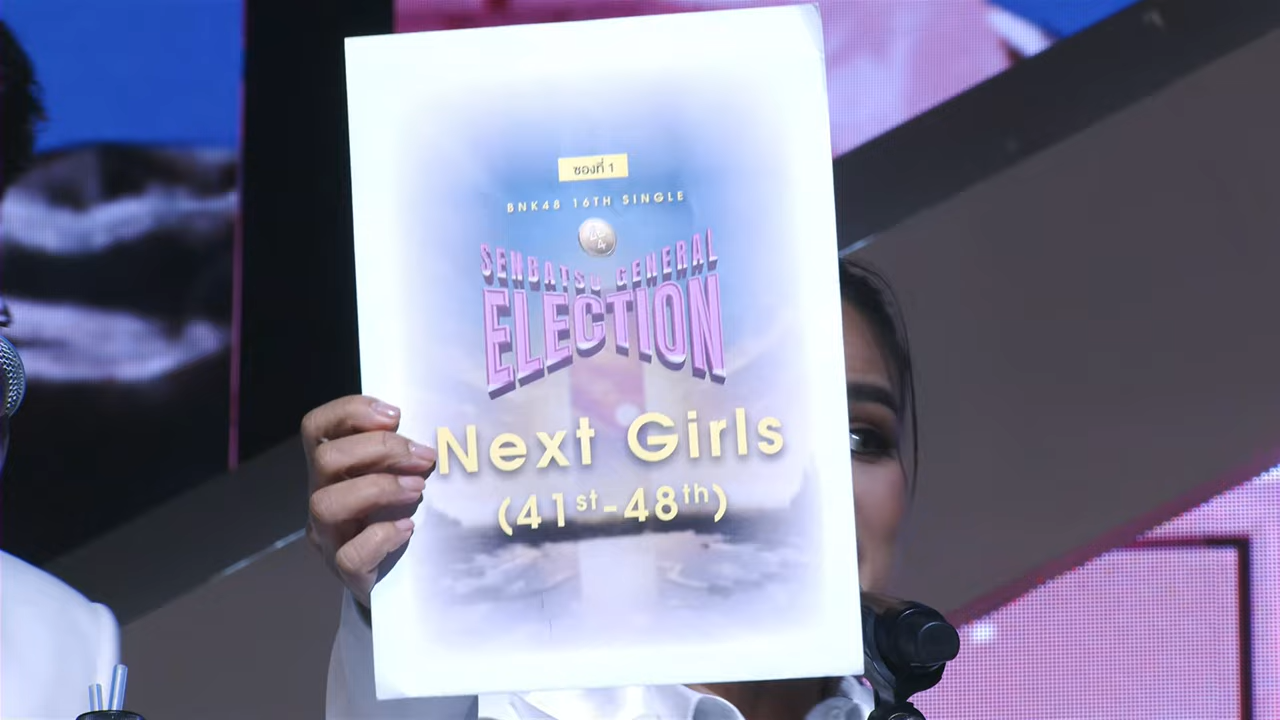 ซองที่ 1
BNK48 16TH SINGLE
SENBATSU GENERAL
ELECTION
Next Girls
(41st-48th)